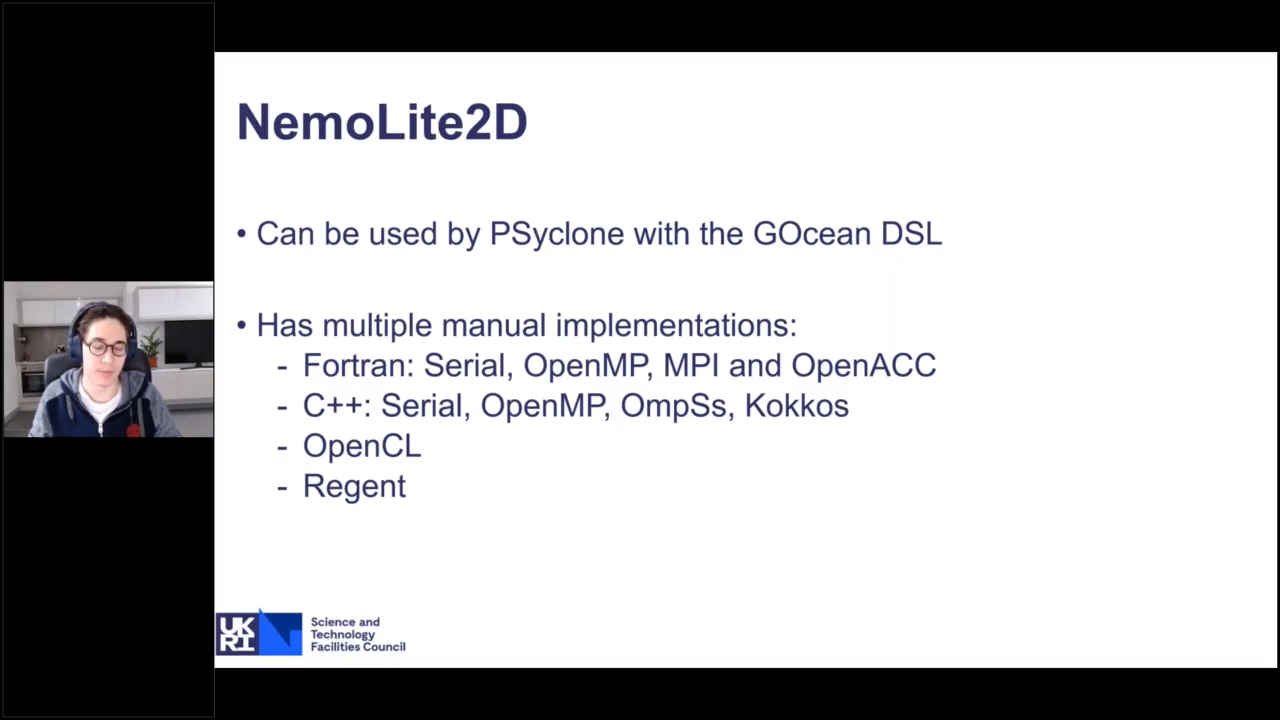 NemoLite2D
• Can be used by PSyclone with the GOcean DSL
• Has multiple manual implementations:
- Fortran: Serial, OpenMP, MPI and OpenACC
- C++: Serial, OpenMP, OmpSs, Kokkos
- OpenCL
- Regent
UK
RI
Science and
Technology
Facilities Council